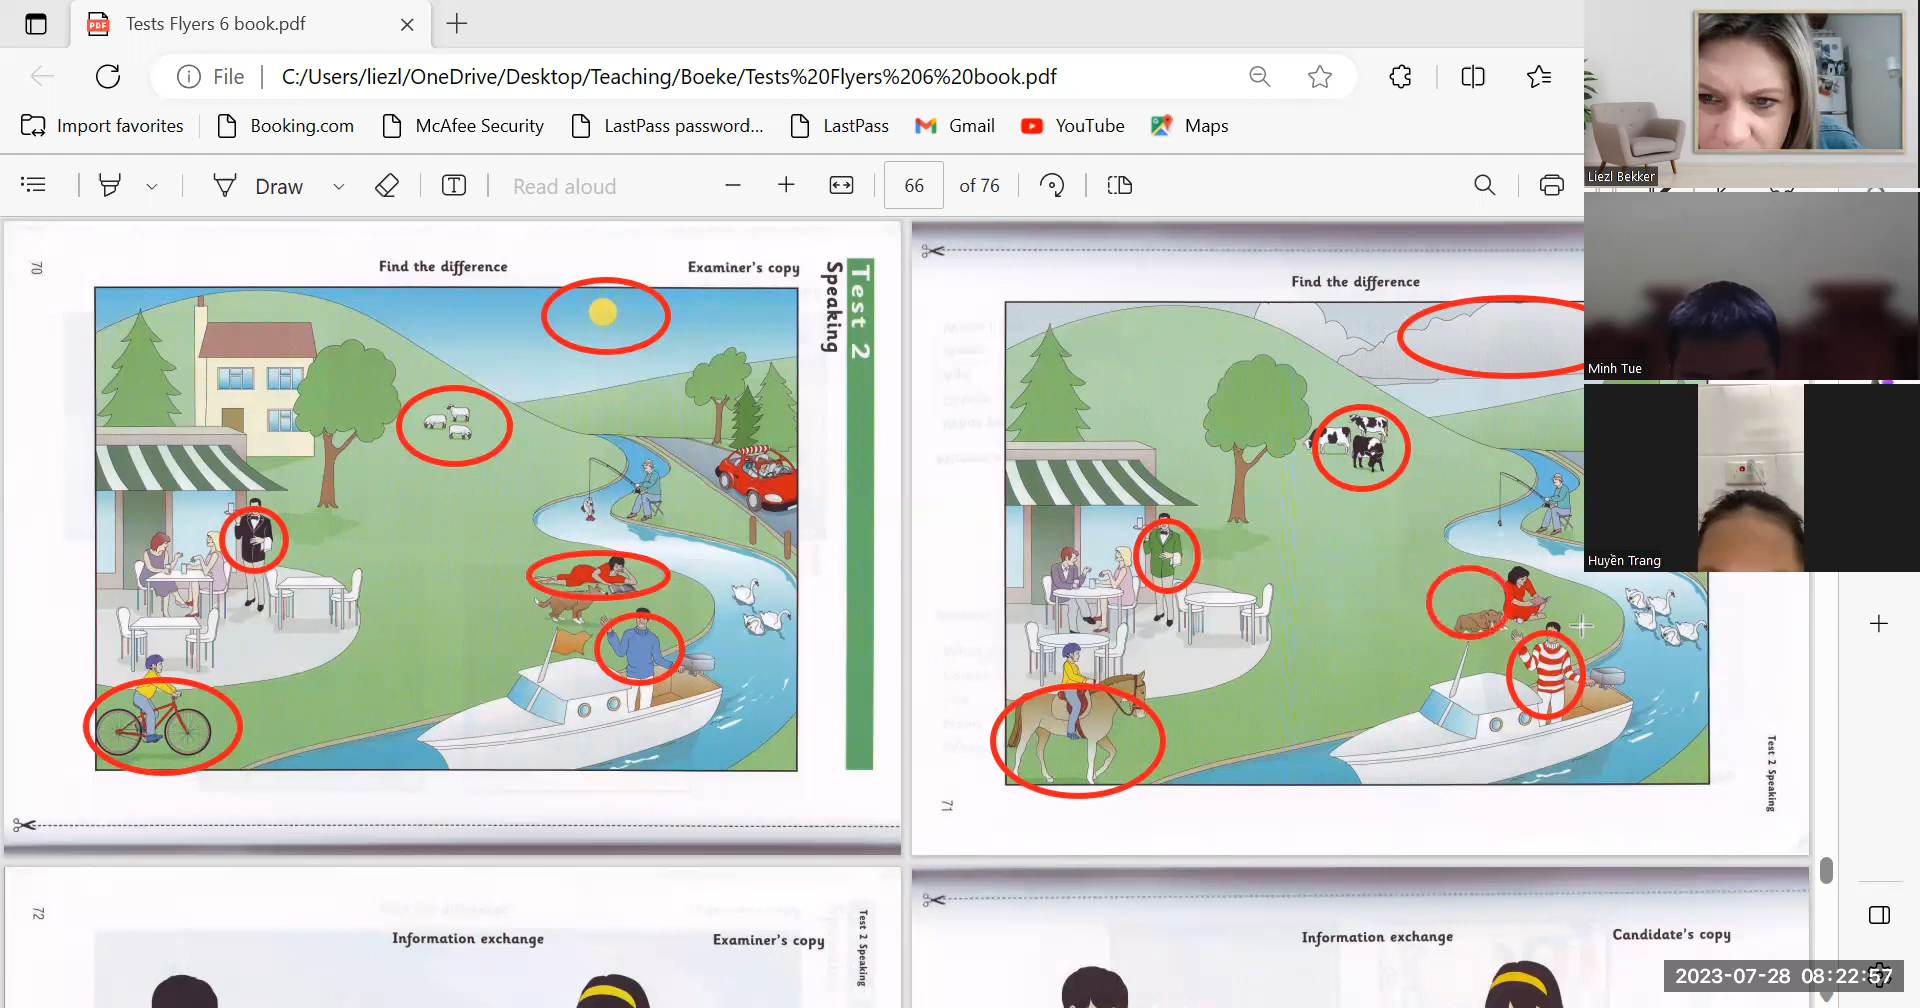 Tests Flyers 6 book.pdf
File
C:/Users/liezl/OneDrive/Desktop/Teaching/Boeke/Tests%20Flyers%206%20book.pdf
Import favorites
Booking.com
McAfee Security
LastPass password...
LastPass
Gmail
YouTube
Maps
Draw
Read aloud
66
of 76
Liezl Bekker
Minh Tue
Huyền Trang
70
Find the difference
Examiner's copy
Test 2
Speaking
Find the difference
71
Test 2 Speaking
72
Information exchange
Examiner's copy
Test 2 Speaking
Information exchange
Candidate's copy
2023-07-28 08:22:57